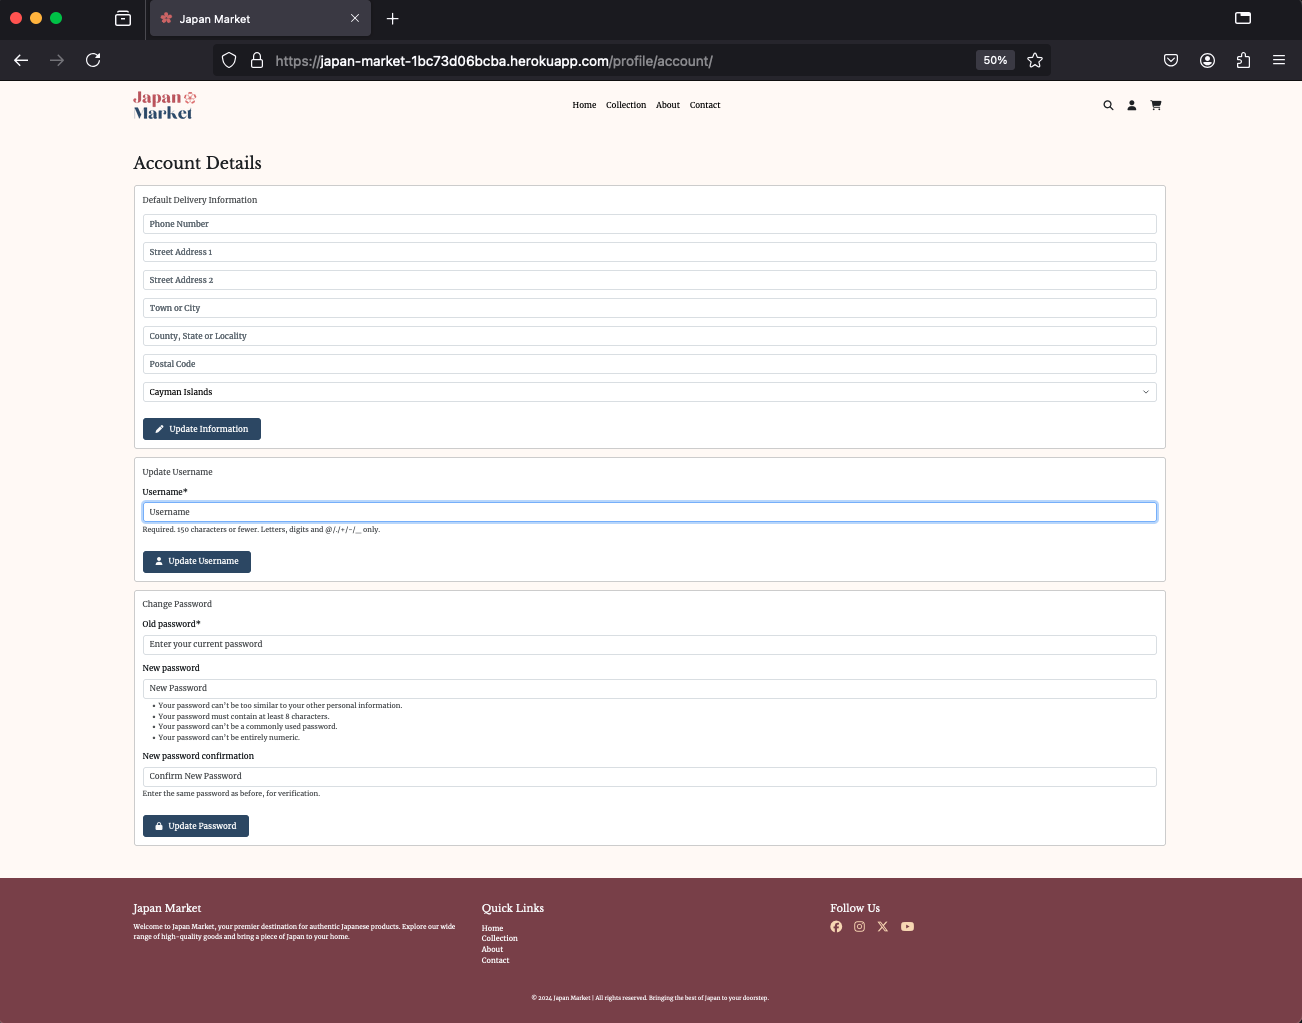 Japan Market
https://japan-market-1bc73d06bcba.herokuapp.com/profile/account/
50%
Japan
Market
Home Collection About Contact
Account Details
Default Delivery Information
Phone Number
Street Address 1
Street Address 2
Town or City
County, State or Locality
Postal Code
Cayman Islands
Update Information
Update Username
Username*
Username
Required. 150 characters or fewer. Letters, digits and @/./+/-/_ only.
Update Username
Change Password
Old password*
Enter your current password
New password
New Password
• Your password can't be too similar to your other personal information.
• Your password must contain at least 8 characters.
• Your password can't be a commonly used password.
• Your password can't be entirely numeric.
New password confirmation
Confirm New Password
Enter the same password as before, for verification.
Update Password
Japan Market
Welcome to Japan Market, your premier destination for authentic Japanese products. Explore our wide
range of high-quality goods and bring a piece of Japan to your home.
Quick Links
Home
Collection
About
Contact
Follow Us
© 2024 Japan Market | All rights reserved. Bringing the best of Japan to your doorstep.